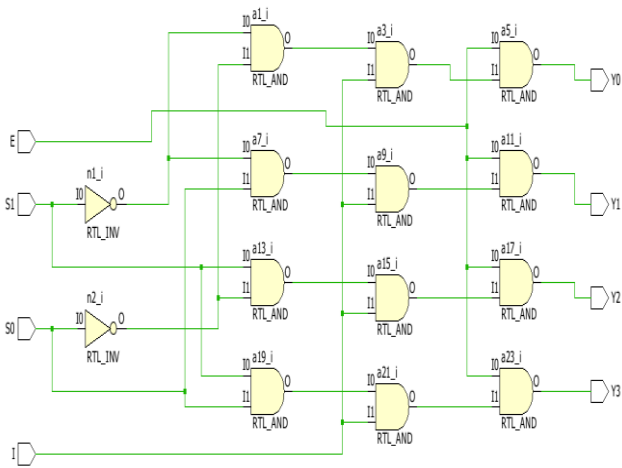 a1_i
I0
O
I1
RTL_AND
a3_i
I0
O
I1
RTL_AND
a5_i
I0
O
I1
RTL_AND
Y0
E
a7_i
I0
O
I1
RTL_AND
a9_i
I0
O
I1
RTL_AND
a11_i
I0
O
I1
RTL_AND
Y1
S1
n1_i
I0
O
RTL_INV
a13_i
I0
O
I1
RTL_AND
a15_i
I0
O
I1
RTL_AND
a17_i
I0
O
I1
RTL_AND
Y2
S0
n2_i
I0
O
RTL_INV
a19_i
I0
O
I1
RTL_AND
a21_i
I0
O
I1
RTL_AND
a23_i
I0
O
I1
RTL_AND
Y3
I